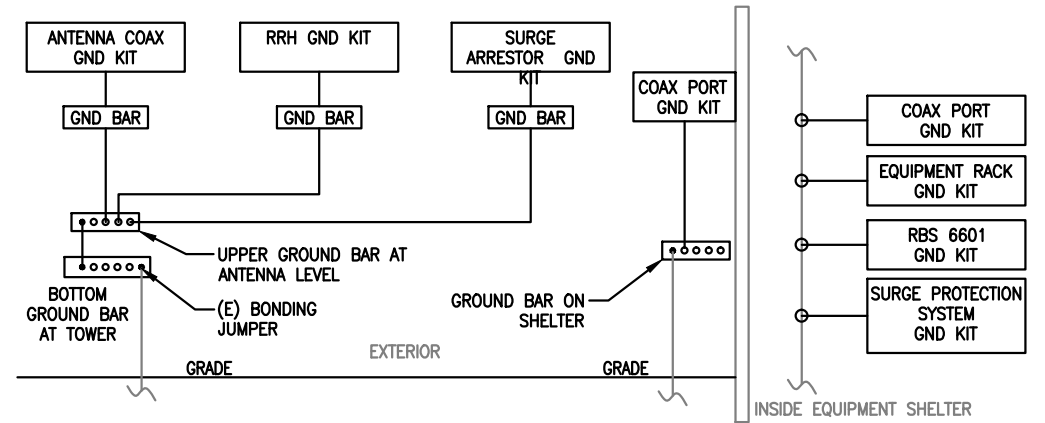 ANTENNA COAX
GND KIT
RRH GND KIT
SURGE
ARRESTOR GND
KIT
COAX PORT
GND KIT
GND BAR
GND BAR
GND BAR
UPPER GROUND BAR AT
ANTENNA LEVEL
BOTTOM
GROUND BAR
AT TOWER
(E) BONDING
JUMPER
GROUND BAR ON
SHELTER
EXTERIOR
GRADE
GRADE
COAX PORT
GND KIT
EQUIPMENT RACK
GND KIT
RBS 6601
GND KIT
SURGE PROTECTION
SYSTEM
GND KIT
INSIDE EQUIPMENT SHELTER